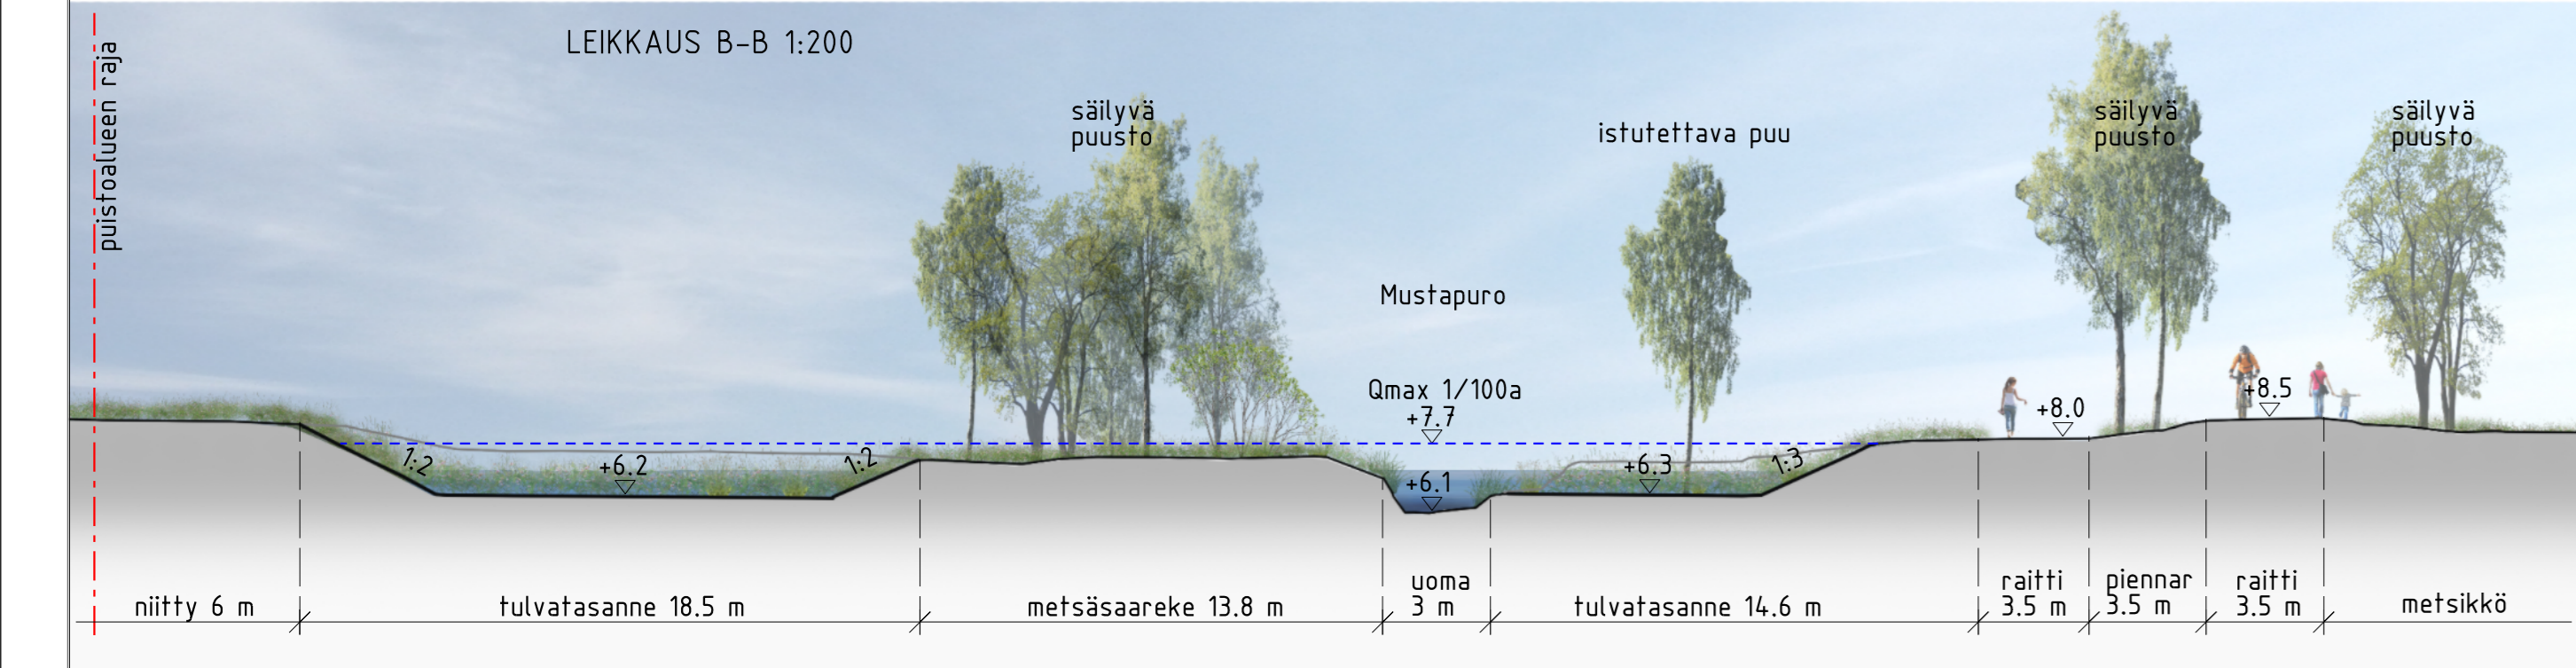 LEIKKAUS B-B 1:200
puistoalueen raja
säilyvä
puusto
istutettava puu
säilyvä
puusto
säilyvä
puusto
Mustapuro
Qmax 1/100a
+7.7
+8.5
+8.0
1:2
+6.2
1:2
+6.1
+6.3
1:3
niitty 6 m
tulvatasanne 18.5 m
metsäsaareke 13.8 m
uoma
3 m
tulvatasanne 14.6 m
raitti
3.5 m
piennar
3.5 m
raitti
3.5 m
metsikkö